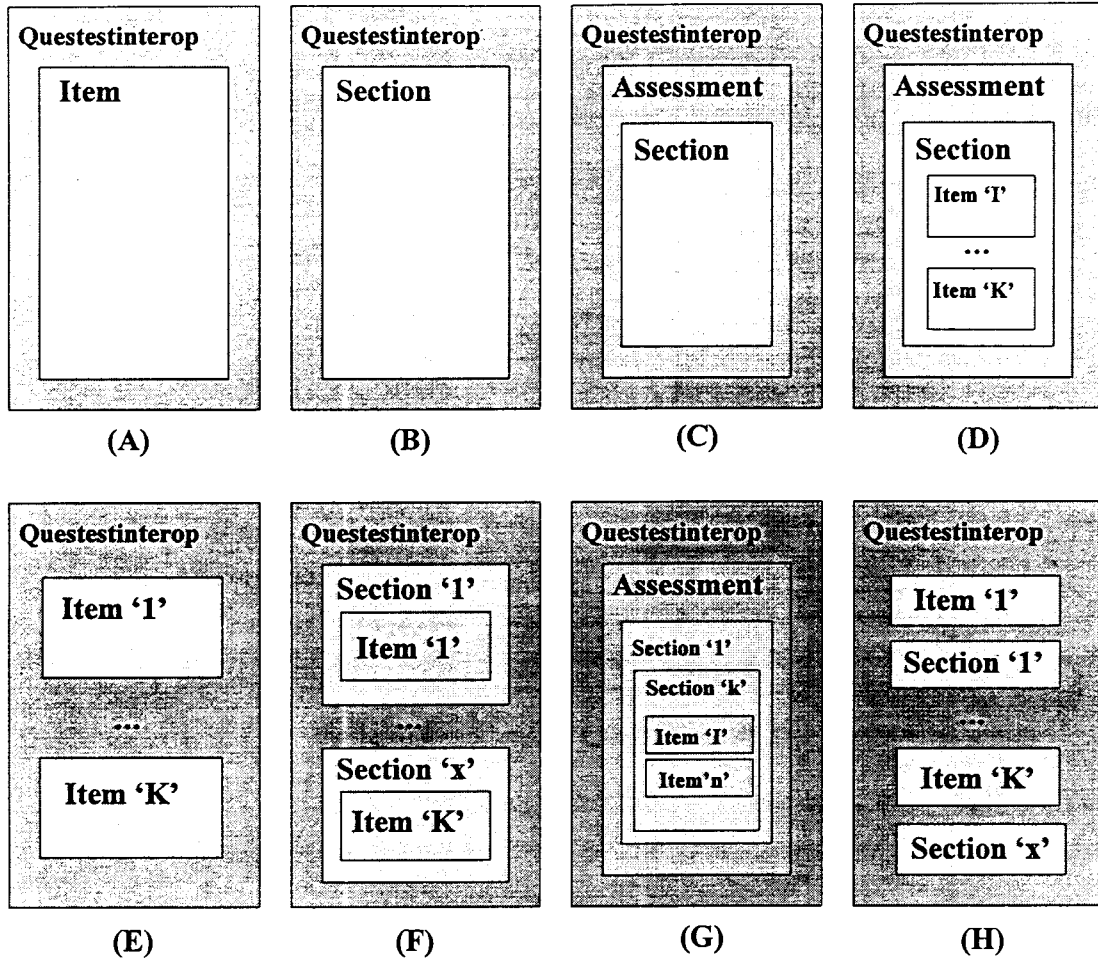 Questestinterop
Item
(A)
Questestinterop
Section
(B)
Questestinterop
Assessment
Section
(C)
Questestinterop
Assessment
Section
Item ‘I’
...
Item ‘K’
(D)
Questestinterop
Item ‘1’
...
Item ‘K’
(E)
Questestinterop
Section ‘1’
Item ‘1’
...
Section ‘x’
Item ‘K’
(F)
Questestinterop
Assessment
Section ‘1’
Section ‘k’
Item ‘I’
Item’n’
(G)
Questestinterop
Item ‘1’
Section ‘1’
...
Item ‘K’
Section ‘x’
(H)